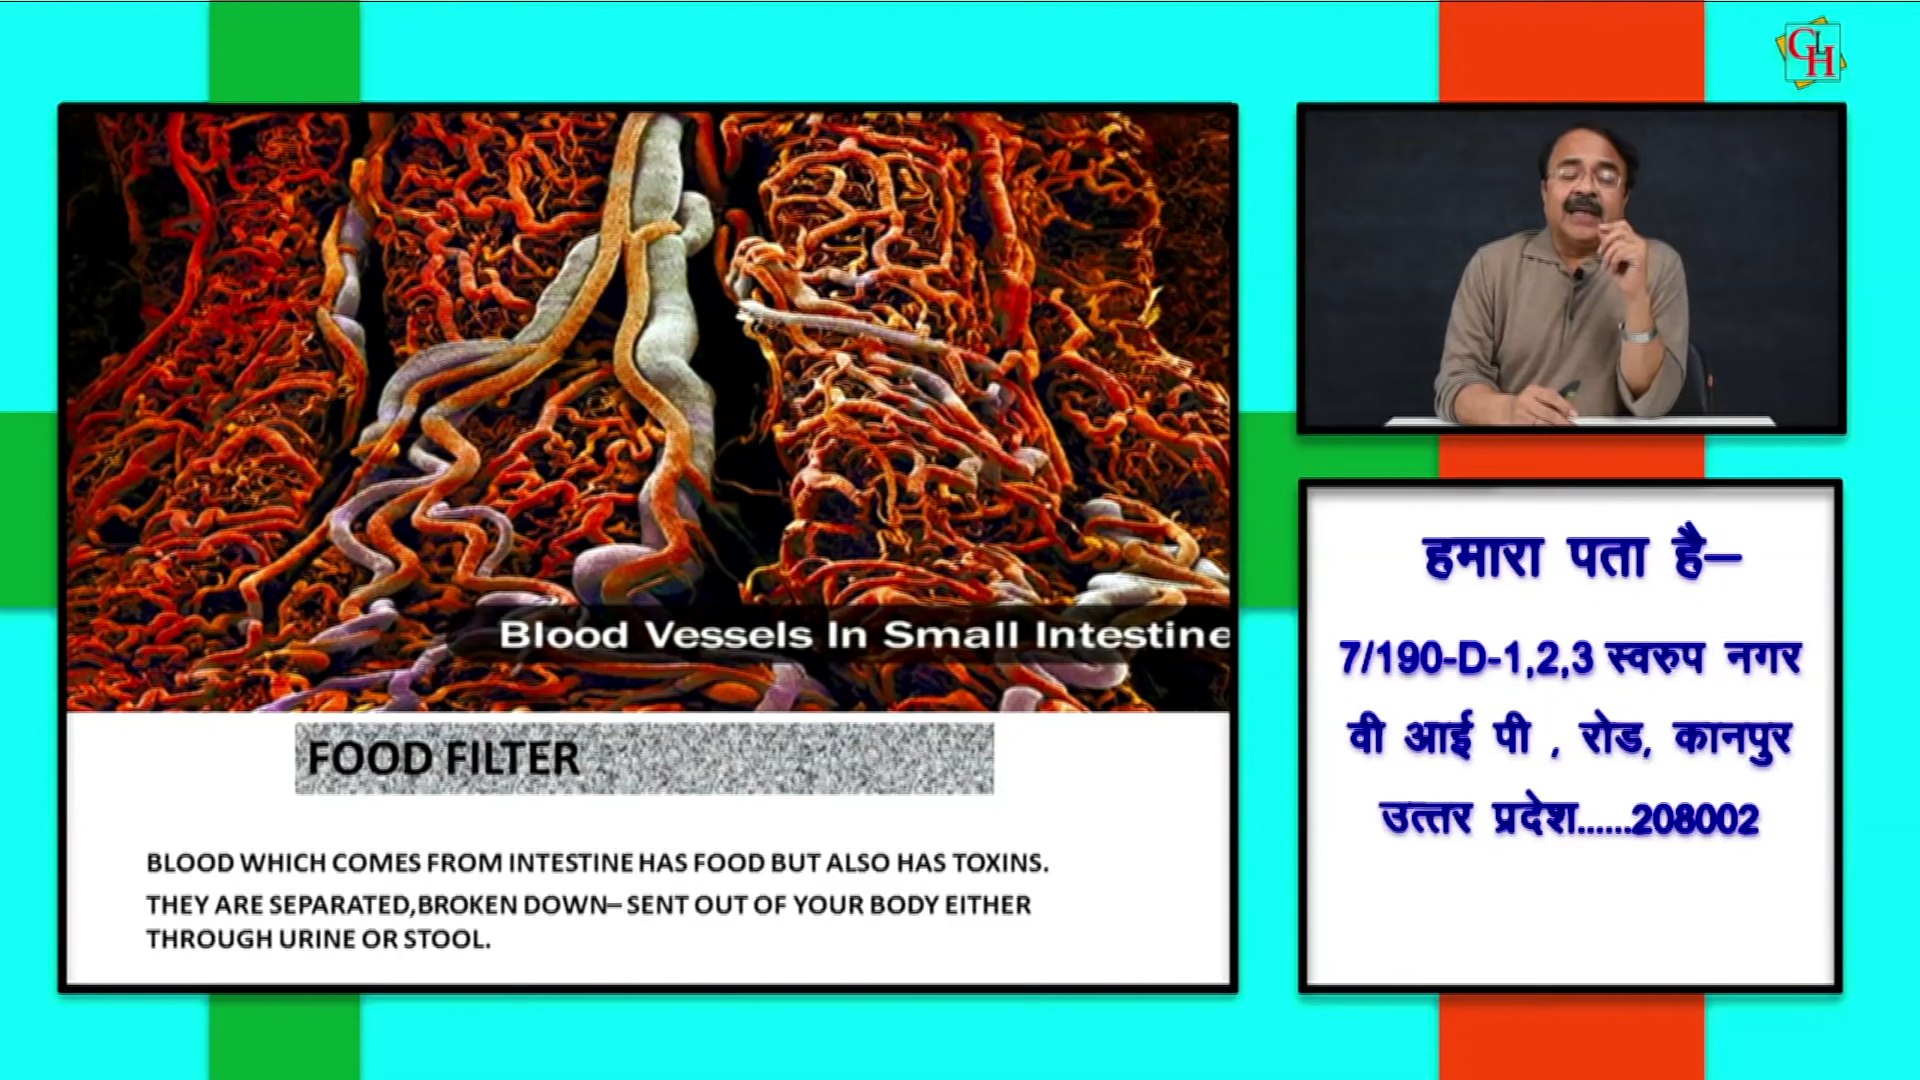 GLH
Blood Vessels In Small Intestine
FOOD FILTER
BLOOD WHICH COMES FROM INTESTINE HAS FOOD BUT ALSO HAS TOXINS.
THEY ARE SEPARATED,BROKEN DOWN– SENT OUT OF YOUR BODY EITHER
THROUGH URINE OR STOOL.
हमारा पता है–
7/190-D-1,2,3 स्वरुप नगर
वी आई पी , रोड, कानपुर
उत्तर प्रदेश......208002